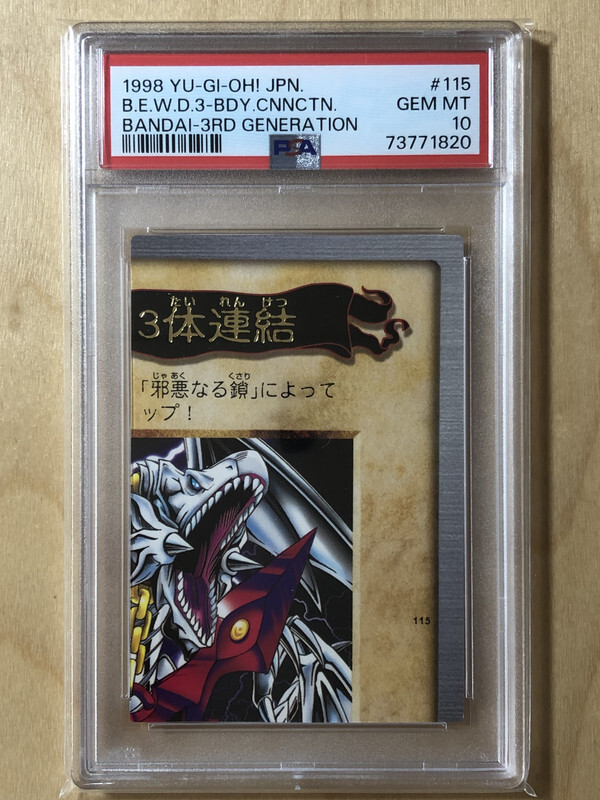 1998 YU-GI-OH! JPN. #115
B.E.W.D.3-BDY.CNNCTN. GEM MT
BANDAI-3RD GENERATION 10
PSA 73771820
たい れん けつ
3体連結
じゃあく くさり
「邪悪なる鎖」によって
ップ!
115